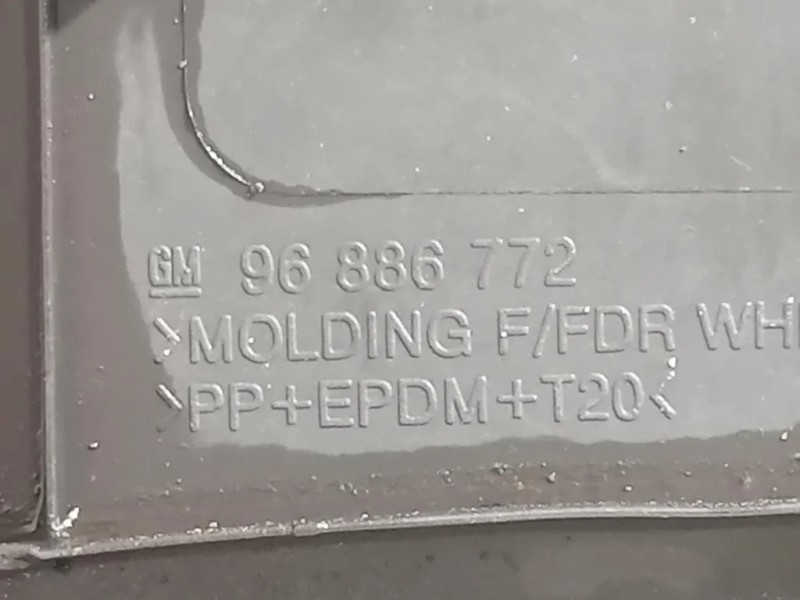 GM 96 886 772
>MOLDING F/FDR WH
>PP+EPDM+T20<